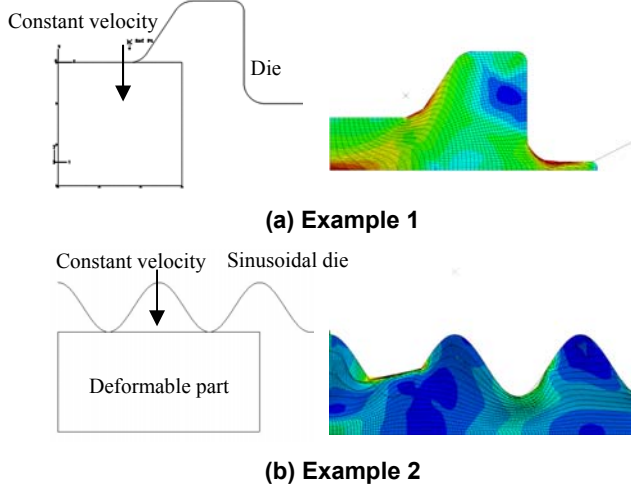 Constant velocity
Die
(a) Example 1
Constant velocity Sinusoidal die
Deformable part
(b) Example 2